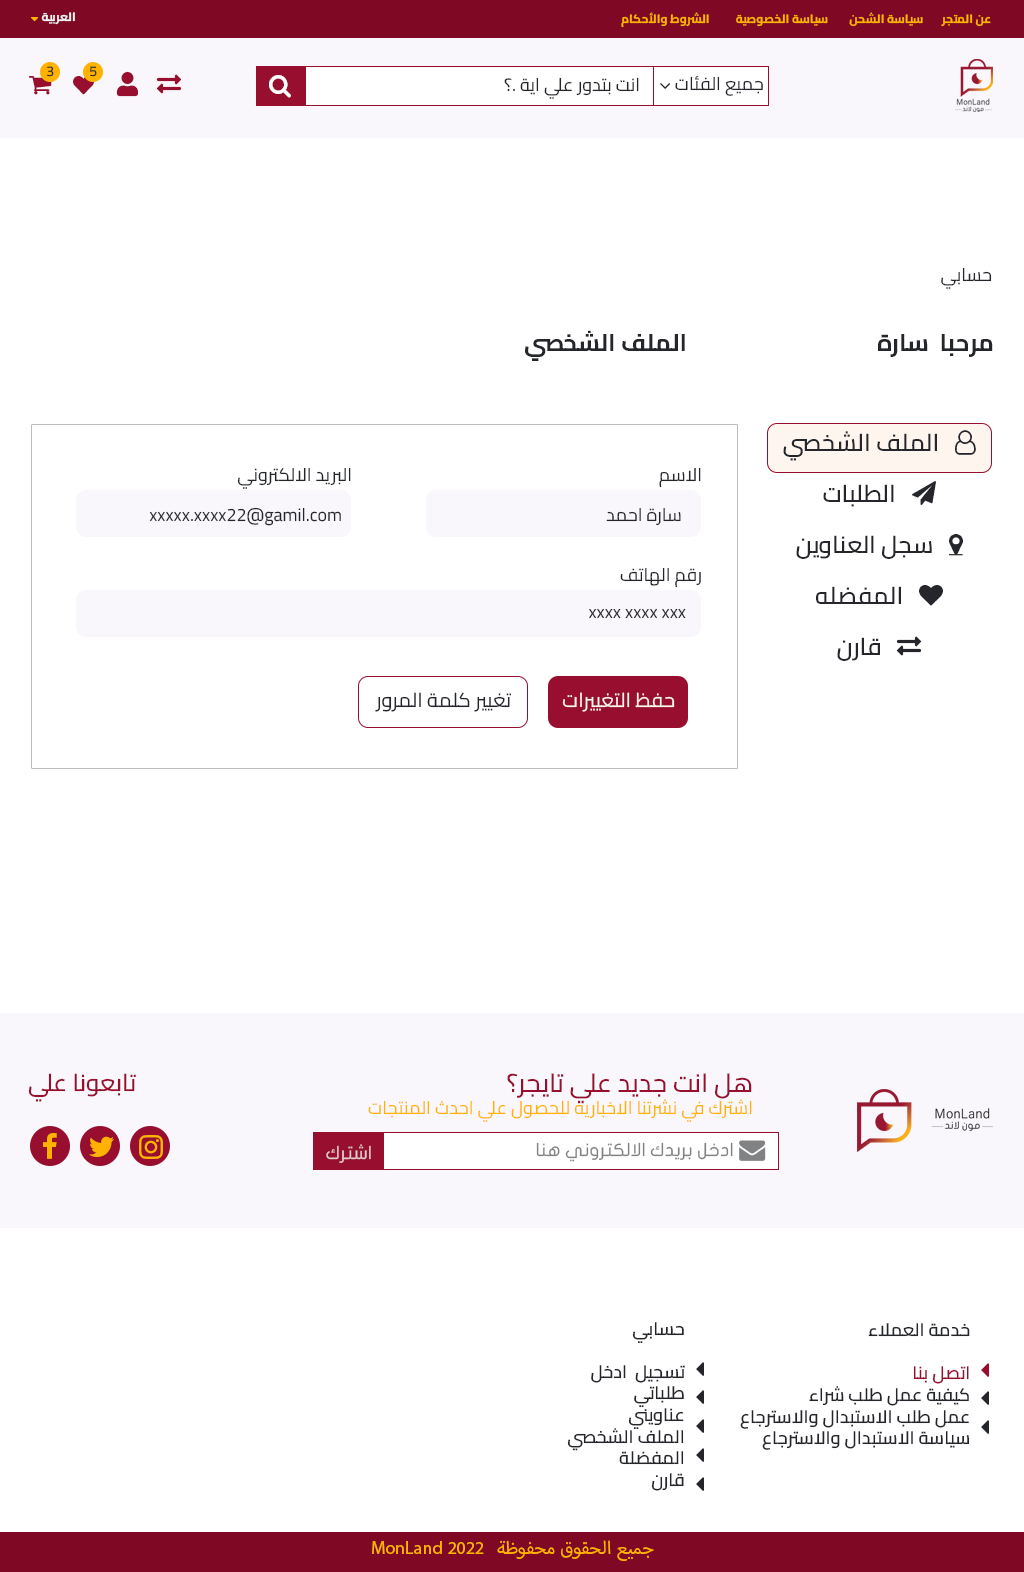 عن المتجر
سياسة الشحن
سياسة الخصوصية
الشروط والأحكام
العربية
MonLand
مون لاند
جميع الفئات
انت بتدور علي اية .؟
5
3
حسابي
مرحبا سارة
الملف الشخصي
الملف الشخصي
الطلبات
سجل العناوين
المفضله
قارن
الاسم
البريد الالكتروني
سارة احمد
xxxxx.xxxx22@gamil.com
رقم الهاتف
xxxx xxxx xxx
حفظ التغييرات
تغيير كلمة المرور
MonLand
مون لاند
هل انت جديد علي تايجر؟
اشترك في نشرتنا الاخبارية للحصول علي احدث المنتجات
ادخل بريدك الالكتروني هنا
اشترك
تابعونا علي
خدمة العملاء
اتصل بنا
كيفية عمل طلب شراء
عمل طلب الاستبدال والاسترجاع
سياسة الاستبدال والاسترجاع
حسابي
تسجيل ادخل
طلباتي
عناويني
الملف الشخصي
المفضلة
قارن
جميع الحقوق محفوظة MonLand 2022